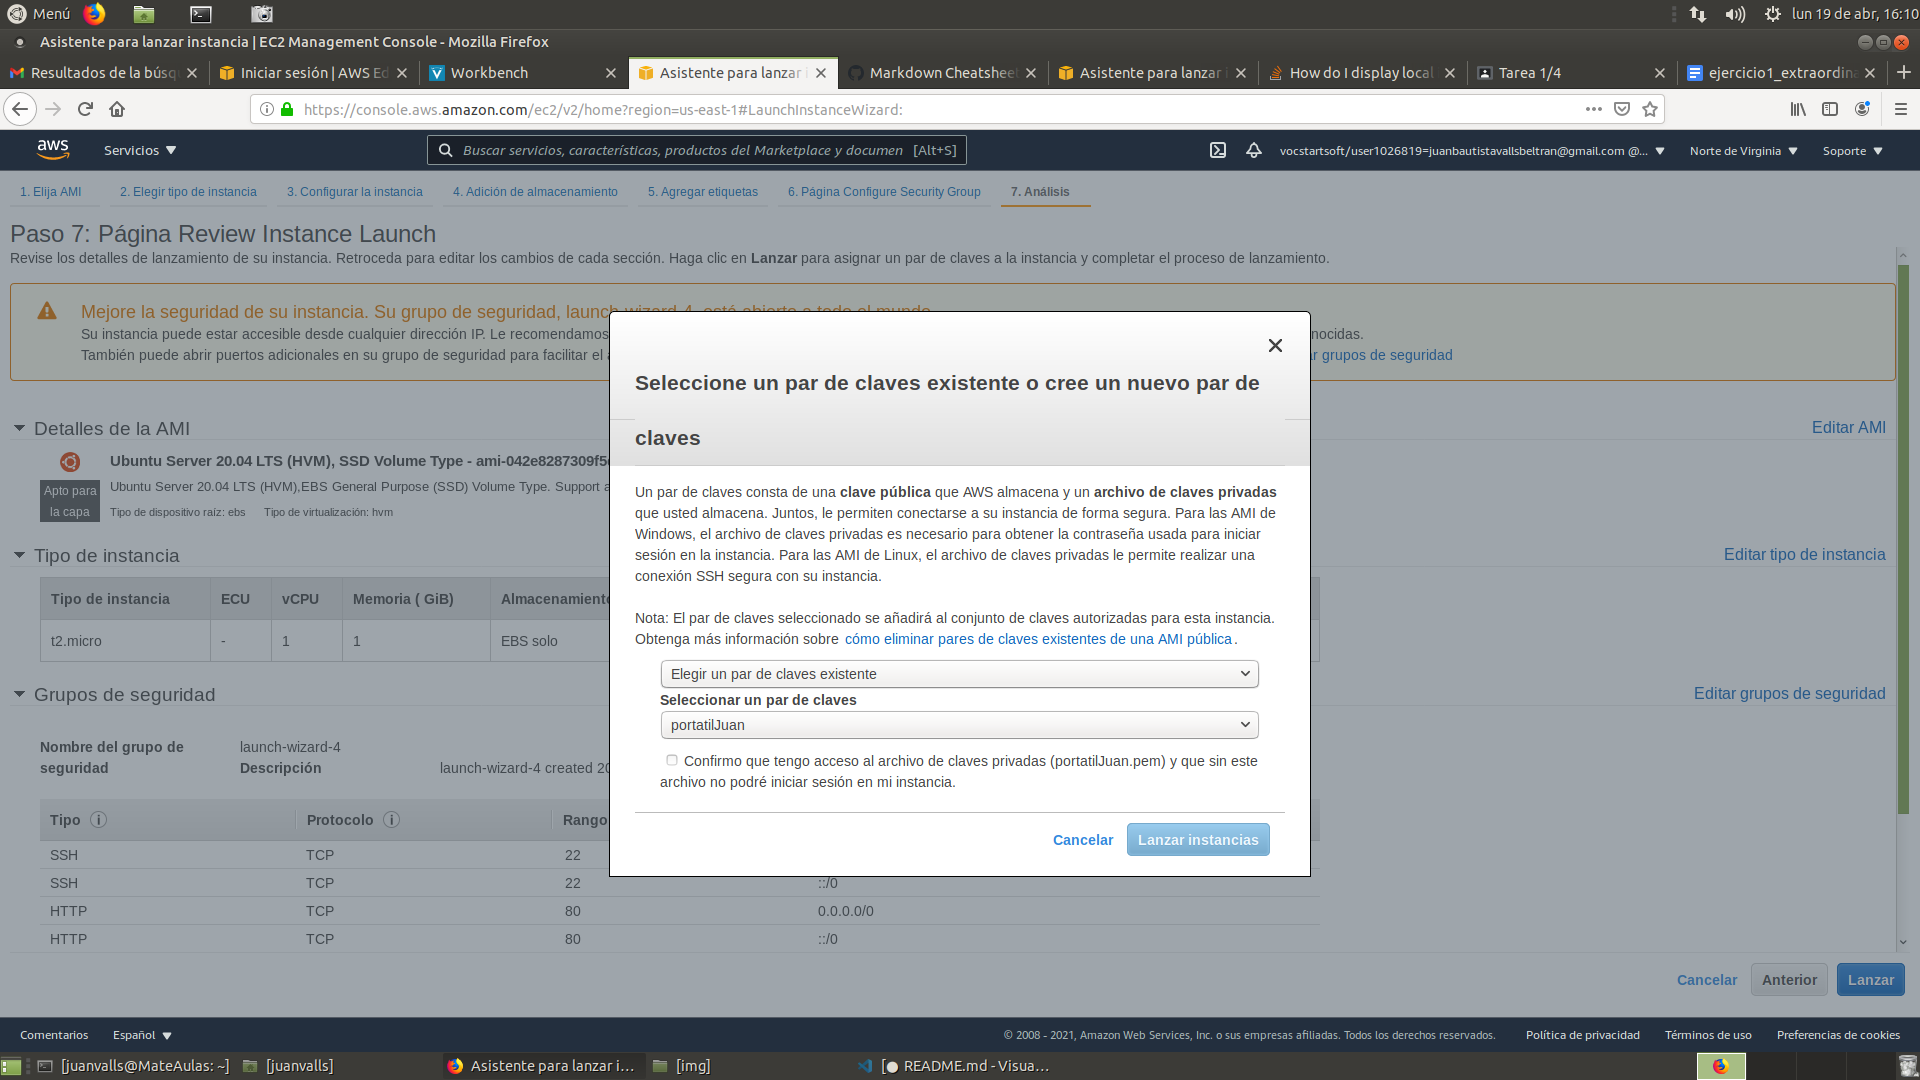 Menú
lun 19 de abr, 16:10
Asistente para lanzar instancia | EC2 Management Console - Mozilla Firefox
Resultados de la búsq
Iniciar sesión | AWS Ed
Workbench
Asistente para lanzar i
Markdown Cheatsheet
Asistente para lanzar i
How do I display local
Tarea 1/4
ejercicio1_extraordina
https://console.aws.amazon.com/ec2/v2/home?region=us-east-1#LaunchInstanceWizard:
aws
Servicios
Buscar servicios, características, productos del Marketplace y documen [Alt+S]
vocstartsoft/user1026819=juanbautistavallsbeltran@gmail.com @...
Norte de Virginia
Soporte
1. Elija AMI
2. Elegir tipo de instancia
3. Configurar la instancia
4. Adición de almacenamiento
5. Agregar etiquetas
6. Página Configure Security Group
7. Análisis
Paso 7: Página Review Instance Launch
Revise los detalles de lanzamiento de su instancia. Retroceda para editar los cambios de cada sección. Haga clic en Lanzar para asignar un par de claves a la instancia y completar el proceso de lanzamiento.
Mejore la seguridad de su instancia. Su grupo de seguridad, launch-wizard-4, está abierto a todo el mundo.
Su instancia puede estar accesible desde cualquier dirección IP. Le recomendamos
nocidas.
También puede abrir puertos adicionales en su grupo de seguridad para facilitar el a
r grupos de seguridad
Detalles de la AMI
Editar AMI
Ubuntu Server 20.04 LTS (HVM), SSD Volume Type - ami-042e8287309f5
Apto para
la capa
Ubuntu Server 20.04 LTS (HVM),EBS General Purpose (SSD) Volume Type. Support a
Tipo de dispositivo raíz: ebs
Tipo de virtualización: hvm
Tipo de instancia
Editar tipo de instancia
Tipo de instancia
ECU
vCPU
Memoria ( GiB)
Almacenamiento
t2.micro
-
1
1
EBS solo
Grupos de seguridad
Editar grupos de seguridad
Nombre del grupo de
seguridad
launch-wizard-4
Descripción
launch-wizard-4 created 20
Tipo
Protocolo
Rango
SSH
TCP
22
SSH
TCP
22
::/0
HTTP
TCP
80
0.0.0.0/0
HTTP
TCP
80
::/0
Seleccione un par de claves existente o cree un nuevo par de
claves
Un par de claves consta de una clave pública que AWS almacena y un archivo de claves privadas
que usted almacena. Juntos, le permiten conectarse a su instancia de forma segura. Para las AMI de
Windows, el archivo de claves privadas es necesario para obtener la contraseña usada para iniciar
sesión en la instancia. Para las AMI de Linux, el archivo de claves privadas le permite realizar una
conexión SSH segura con su instancia.
Nota: El par de claves seleccionado se añadirá al conjunto de claves autorizadas para esta instancia.
Obtenga más información sobre cómo eliminar pares de claves existentes de una AMI pública.
Elegir un par de claves existente
Seleccionar un par de claves
portatilJuan
Confirmo que tengo acceso al archivo de claves privadas (portatilJuan.pem) y que sin este
archivo no podré iniciar sesión en mi instancia.
Cancelar
Lanzar instancias
Cancelar
Anterior
Lanzar
Comentarios
Español
© 2008 - 2021, Amazon Web Services, Inc. o sus empresas afiliadas. Todos los derechos reservados.
Política de privacidad
Términos de uso
Preferencias de cookies
[juanvalls@MateAulas: ~]
[juanvalls]
Asistente para lanzar i...
[img]
[● README.md - Visua...